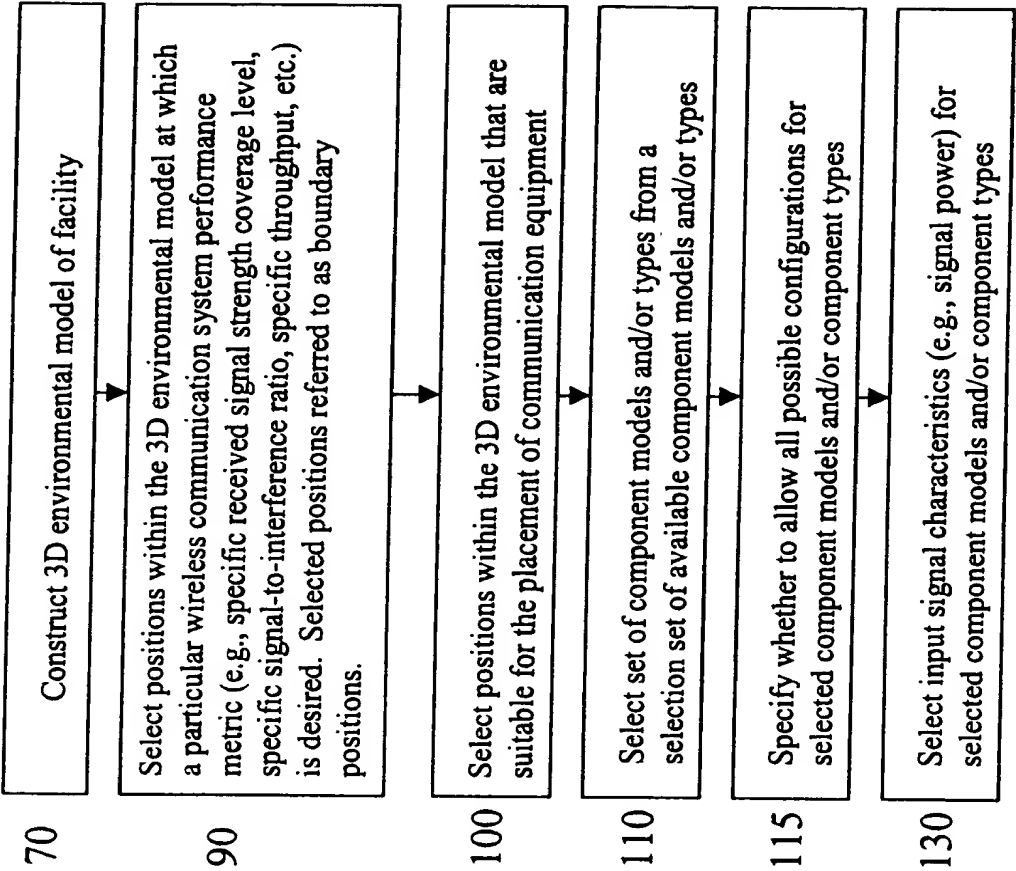 70
Construct 3D environmental model of facility
90
Select positions within the 3D environmental model at which
a particular wireless communication system performance
metric (e.g., specific received signal strength coverage level,
specific signal-to-interference ratio, specific throughput, etc.)
is desired. Selected positions referred to as boundary
positions.
100
Select positions within the 3D environmental model that are
suitable for the placement of communication equipment
110
Select set of component models and/or types from a
selection set of available component models and/or types
115
Specify whether to allow all possible configurations for
selected component models and/or component types
130
Select input signal characteristics (e.g., signal power) for
selected component models and/or component types